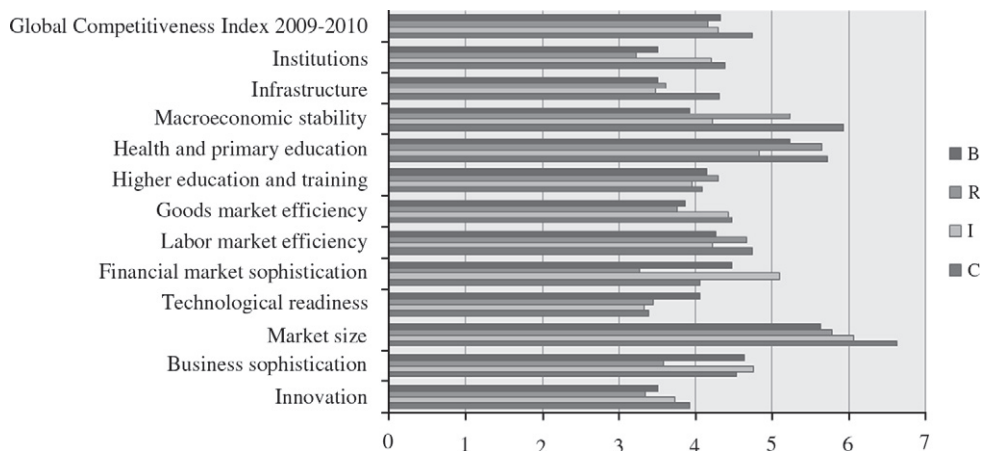 Global Competitiveness Index 2009-2010
Institutions
Infrastructure
Macroeconomic stability
Health and primary education
Higher education and training
Goods market efficiency
Labor market efficiency
Financial market sophistication
Technological readiness
Market size
Business sophistication
Innovation
0 1 2 3 4 5 6 7
B
R
I
C